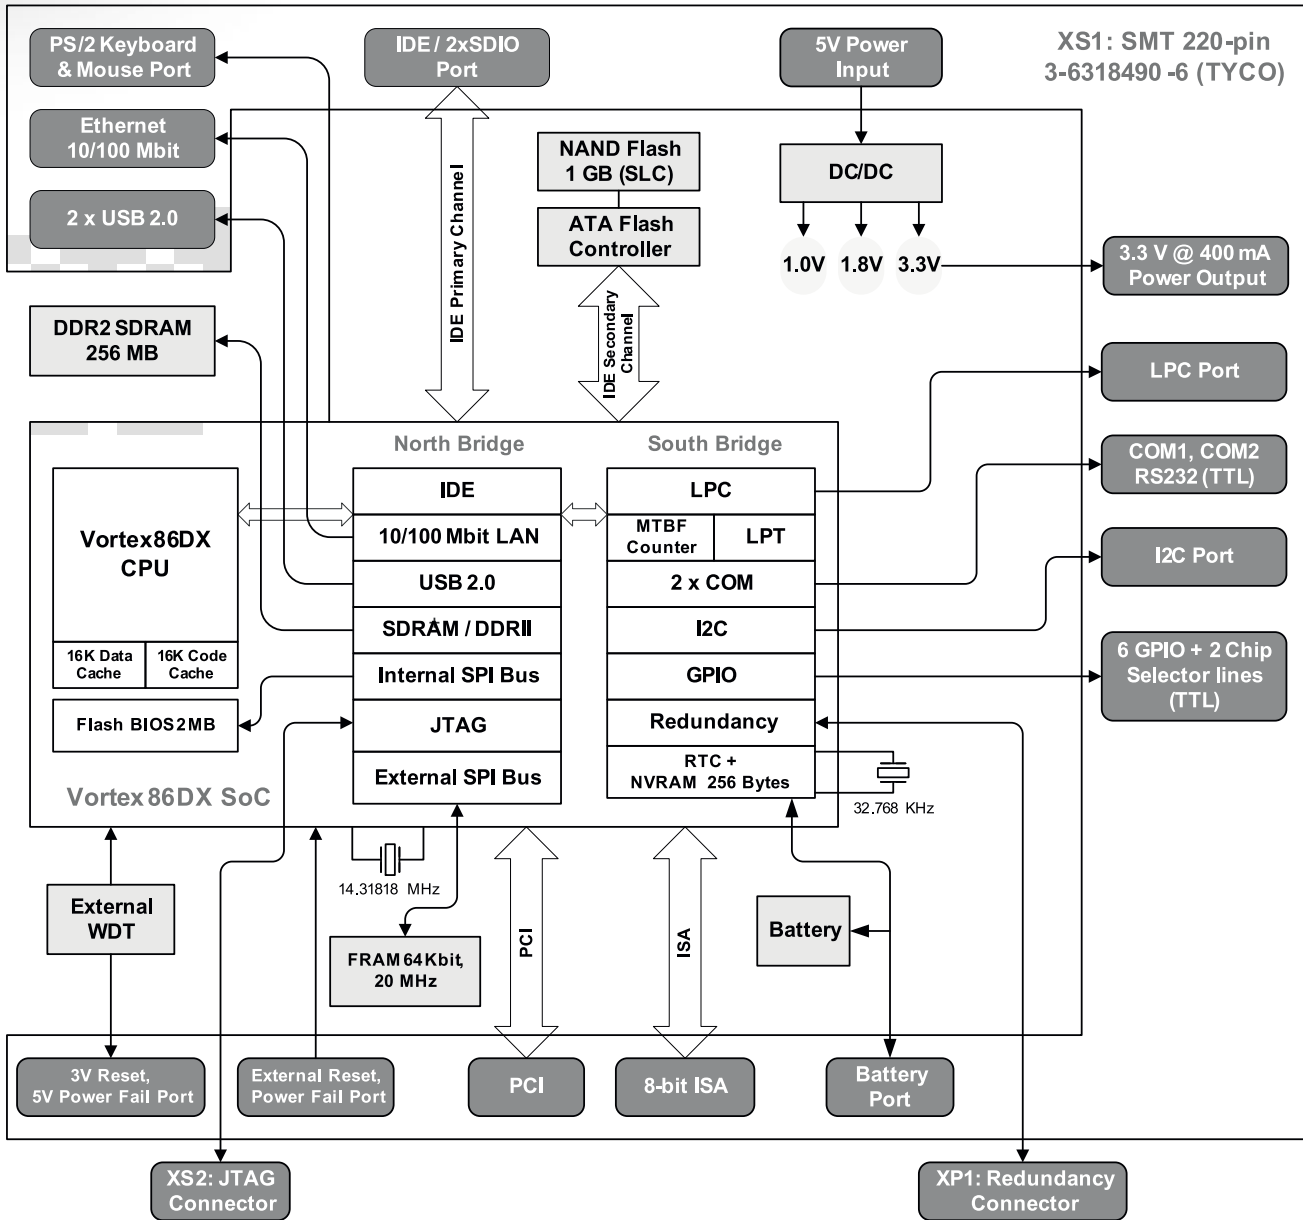 PS/2 Keyboard
& Mouse Port
IDE / 2xSDIO
Port
5V Power
Input
XS1: SMT 220-pin
3-6318490 -6 (TYCO)
Ethernet
10/100 Mbit
2 x USB 2.0
NAND Flash
1 GB (SLC)
ATA Flash
Controller
DC/DC
1.0V
1.8V
3.3V
3.3 V @ 400 mA
Power Output
IDE Primary Channel
IDE Secondary
Channel
DDR2 SDRAM
256 MB
LPC Port
COM1, COM2
RS232 (TTL)
I2C Port
6 GPIO + 2 Chip
Selector lines
(TTL)
North Bridge
South Bridge
Vortex86DX
CPU
16K Data
Cache
16K Code
Cache
Flash BIOS 2MB
Vortex 86DX SoC
IDE
10/100 Mbit LAN
USB 2.0
SDRAM / DDRII
Internal SPI Bus
JTAG
External SPI Bus
LPC
MTBF
Counter
LPT
2 x COM
I2C
GPIO
Redundancy
RTC +
NVRAM 256 Bytes
32.768 KHz
14.31818 MHz
External
WDT
FRAM 64 Kbit,
20 MHz
PCI
ISA
Battery
3V Reset,
5V Power Fail Port
External Reset,
Power Fail Port
PCI
8-bit ISA
Battery
Port
XS2: JTAG
Connector
XP1: Redundancy
Connector